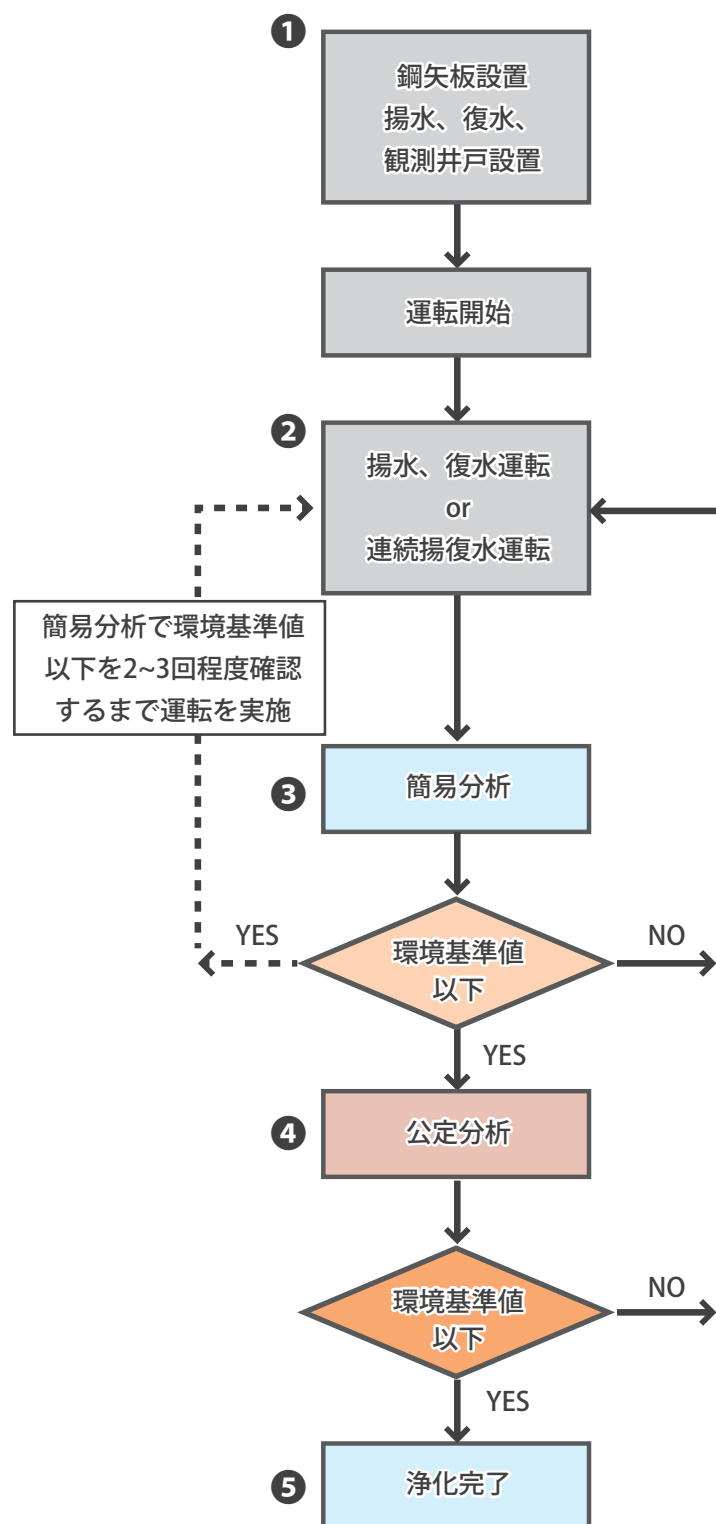 ❶
鋼矢板設置
揚水、復水、
観測井戸設置
運転開始
❷
揚水、復水運転
or
連続揚復水運転
簡易分析で環境基準値
以下を2~3回程度確認
するまで運転を実施
❸
簡易分析
YES
環境基準値
以下
NO
YES
❹
公定分析
環境基準値
以下
NO
YES
❺
浄化完了